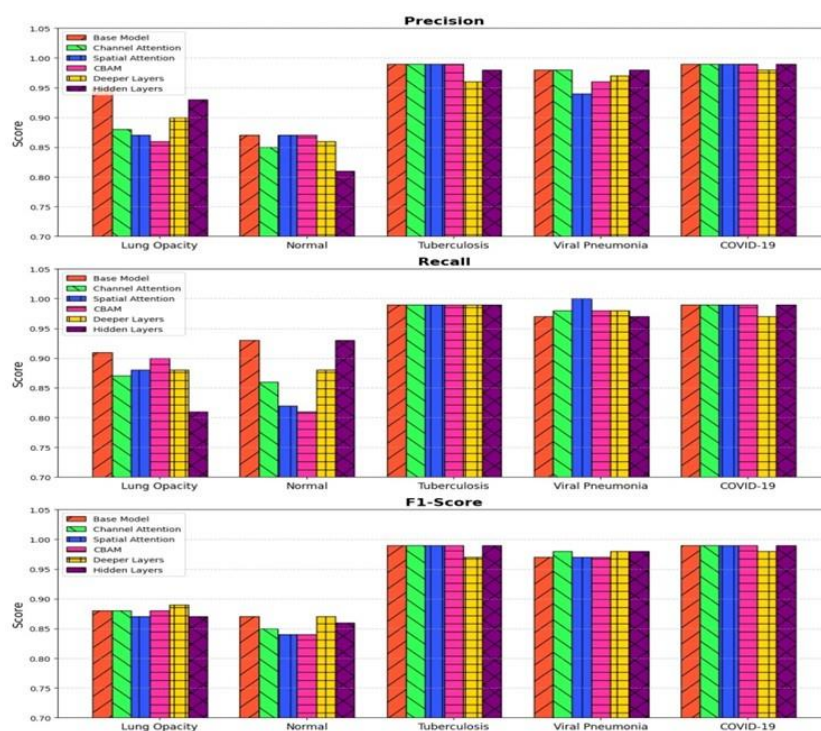 Precision
1.05
1.00
0.95
0.90
0.85
0.80
0.75
0.70
Score
Base Model
Channel Attention
Spatial Attention
CBAM
Deeper Layers
Hidden Layers
Lung Opacity Normal Tuberculosis Viral Pneumonia COVID-19
Recall
1.05
1.00
0.95
0.90
0.85
0.80
0.75
0.70
Score
Base Model
Channel Attention
Spatial Attention
CBAM
Deeper Layers
Hidden Layers
Lung Opacity Normal Tuberculosis Viral Pneumonia COVID-19
F1-Score
1.05
1.00
0.95
0.90
0.85
0.80
0.75
0.70
Score
Base Model
Channel Attention
Spatial Attention
CBAM
Deeper Layers
Hidden Layers
Lung Opacity Normal Tuberculosis Viral Pneumonia COVID-19